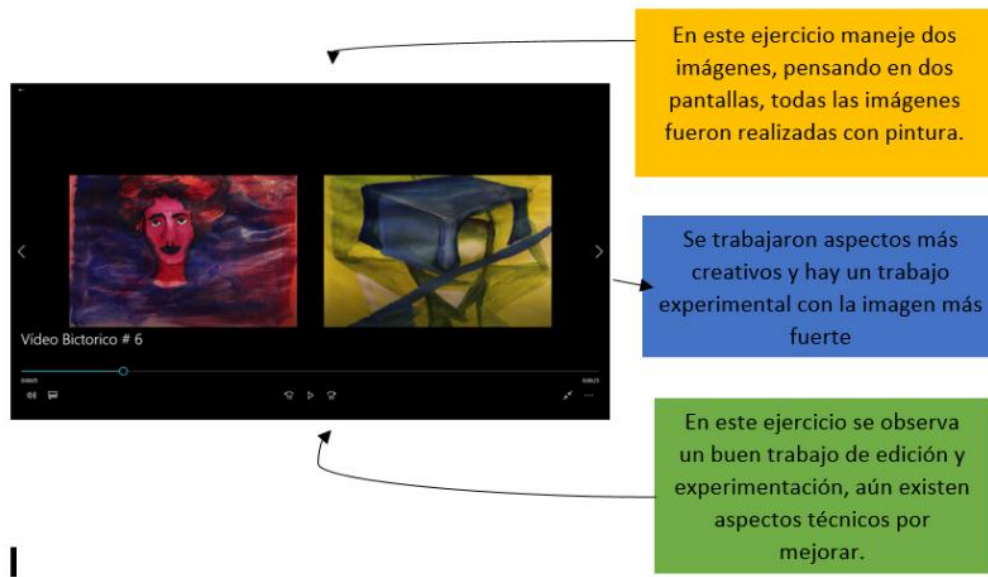 En este ejercicio maneje dos
imágenes, pensando en dos
pantallas, todas las imágenes
fueron realizadas con pintura.
Se trabajaron aspectos más
creativos y hay un trabajo
experimental con la imagen más
fuerte
Vídeo Bictorico # 6
En este ejercicio se observa
un buen trabajo de edición y
experimentación, aún existen
aspectos técnicos por
mejorar.